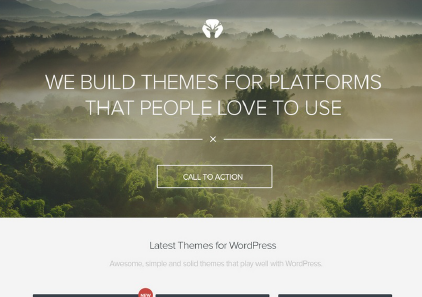 WE BUILD THEMES FOR PLATFORMS
THAT PEOPLE LOVE TO USE
CALL TO ACTION
Latest Themes for WordPress
Awesome, simple and solid themes that play well with WordPress.
NEW